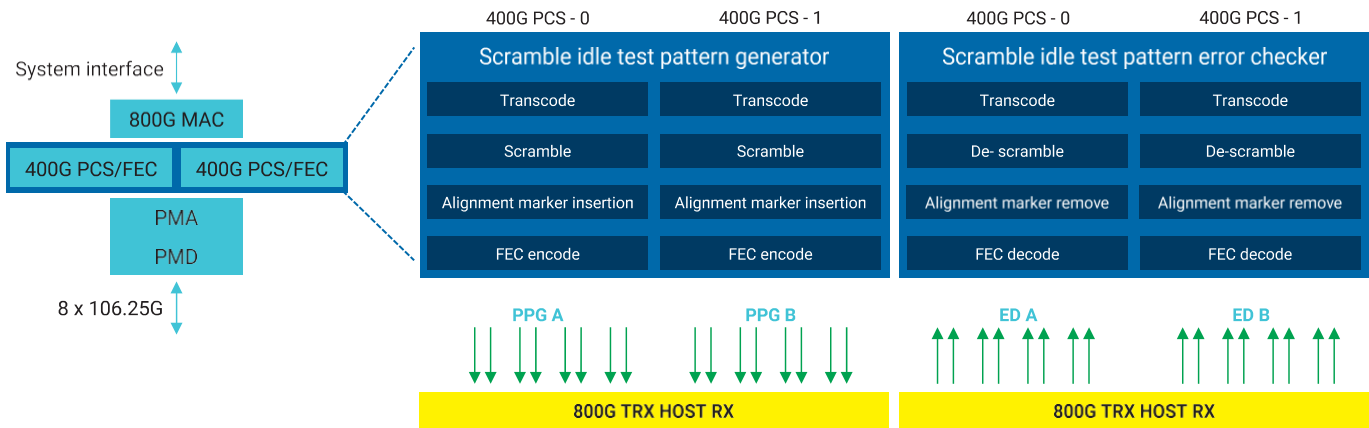 System interface
800G MAC
400G PCS/FEC
400G PCS/FEC
PMA
PMD
8 x 106.25G
400G PCS - 0
400G PCS - 1
Scramble idle test pattern generator
Transcode
Transcode
Scramble
Scramble
Alignment marker insertion
Alignment marker insertion
FEC encode
FEC encode
PPG A
PPG B
800G TRX HOST RX
400G PCS - 0
400G PCS - 1
Scramble idle test pattern error checker
Transcode
Transcode
De- scramble
De-scramble
Alignment marker remove
Alignment marker remove
FEC decode
FEC decode
ED A
ED B
800G TRX HOST RX